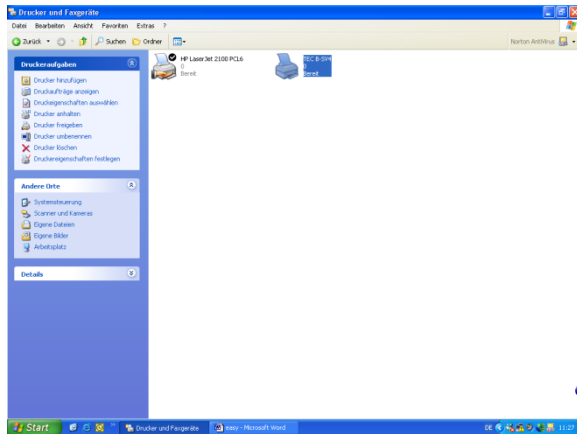 Drucker und Faxgeräte
Datei Bearbeiten Ansicht Favoriten Extras ?
Zurück Suchen Ordner Norton AntiVirus
Druckeraufgaben
Drucker hinzufügen
Druckaufträge anzeigen
Druckeigenschaften auswählen
Drucker anhalten
Drucker freigeben
Drucker umbenennen
Drucker löschen
Druckereigenschaften festlegen
Andere Orte
Systemsteuerung
Scanner und Kameras
Eigene Dateien
Eigene Bilder
Arbeitsplatz
Details
HP LaserJet 2100 PCL6
0
Bereit
TEC B-SV4
0
Bereit
Start Drucker und Faxgeräte easy - Microsoft Word DE 11:27